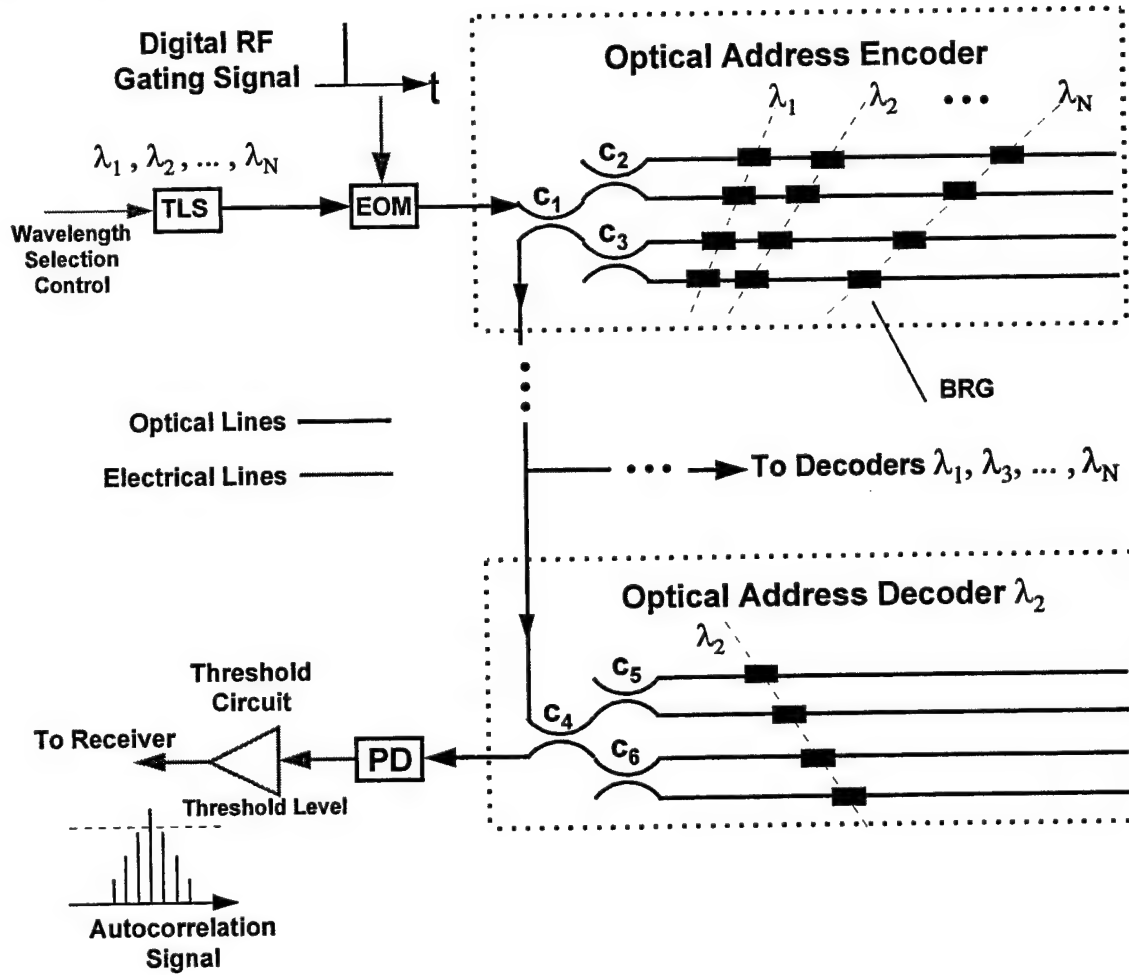 Digital RF
Gating Signal
t
λ1 , λ2 , ... , λN
TLS
EOM
Wavelength
Selection
Control
Optical Address Encoder
λ1
λ2
•••
λN
c2
c1
c3
BRG
Optical Lines
Electrical Lines
To Decoders λ1, λ3, ... , λN
Optical Address Decoder λ2
λ2
c5
c4
c6
Threshold
Circuit
To Receiver
PD
Threshold Level
Autocorrelation
Signal